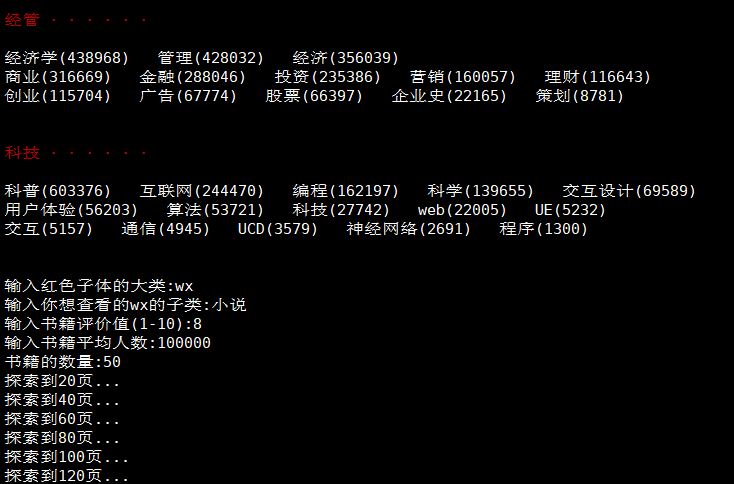 经管 · · · · · ·
经济学(438968) 管理(428032) 经济(356039)
商业(316669) 金融(288046) 投资(235386) 营销(160057) 理财(116643)
创业(115704) 广告(67774) 股票(66397) 企业史(22165) 策划(8781)
科技 · · · · · ·
科普(603376) 互联网(244470) 编程(162197) 科学(139655) 交互设计(69589)
用户体验(56203) 算法(53721) 科技(27742) web(22005) UE(5232)
交互(5157) 通信(4945) UCD(3579) 神经网络(2691) 程序(1300)
输入红色子体的大类:wx
输入你想查看的wx的子类:小说
输入书籍评价值(1-10):8
输入书籍平均人数:100000
书籍的数量:50
探索到20页...
探索到40页...
探索到60页...
探索到80页...
探索到100页...
探索到120页...